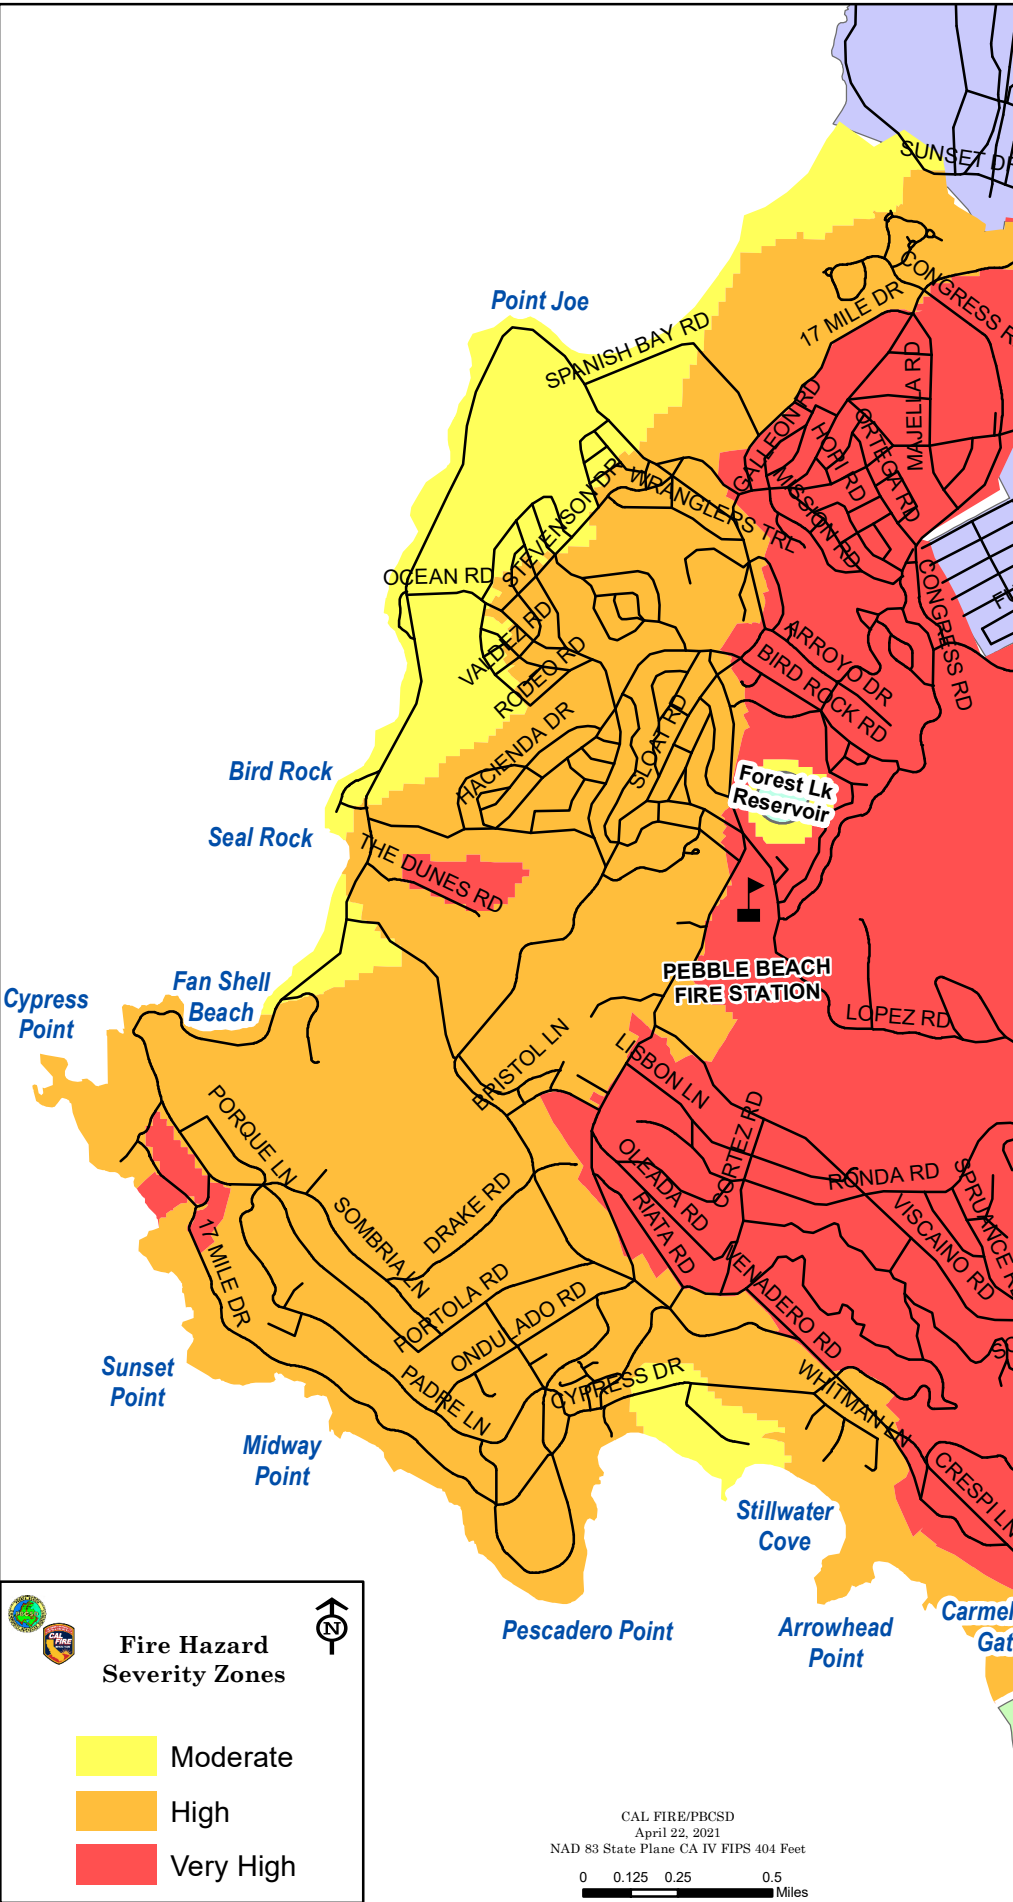 SUNSET
CONGRESS
17 MILE DR
Point Joe
SPANISH BAY RD
MAJELLA RD
GALLEON RD
HOPI RD
ORTEGA RD
STEVENSON DR
WRANGLERS TRL
MISSION RD
OCEAN RD
CONGRESS RD
VALDEZ RD
RODEO RD
ARROYO DR
BIRD ROCK RD
HACIENDA DR
SLOAT RD
Bird Rock
Forest Lk
Reservoir
Seal Rock
THE DUNES RD
PEBBLE BEACH
FIRE STATION
Fan Shell
Beach
Cypress
Point
LOPEZ RD
BRISTOL LN
LISBON LN
PORQUE LN
CORTEZ RD
OLEADA RD
RONDA RD
SPRUANCE
RIATA RD
VISCAINO RD
DRAKE RD
SOMBRIA LN
17 MILE DR
PORTOLA RD
ONDULADO RD
VENADERO RD
Sunset
Point
PADRE LN
CYPRESS DR
WHITMAN LN
Midway
Point
CRESPI LN
Stillwater
Cove
Pescadero Point
Arrowhead
Point
Carmel
Gat
CAL
FIRE
N
Fire Hazard
Severity Zones
Moderate
High
Very High
CAL FIRE/PBCSD
April 22, 2021
NAD 83 State Plane CA IV FIPS 404 Feet
0 0.125 0.25 0.5
Miles